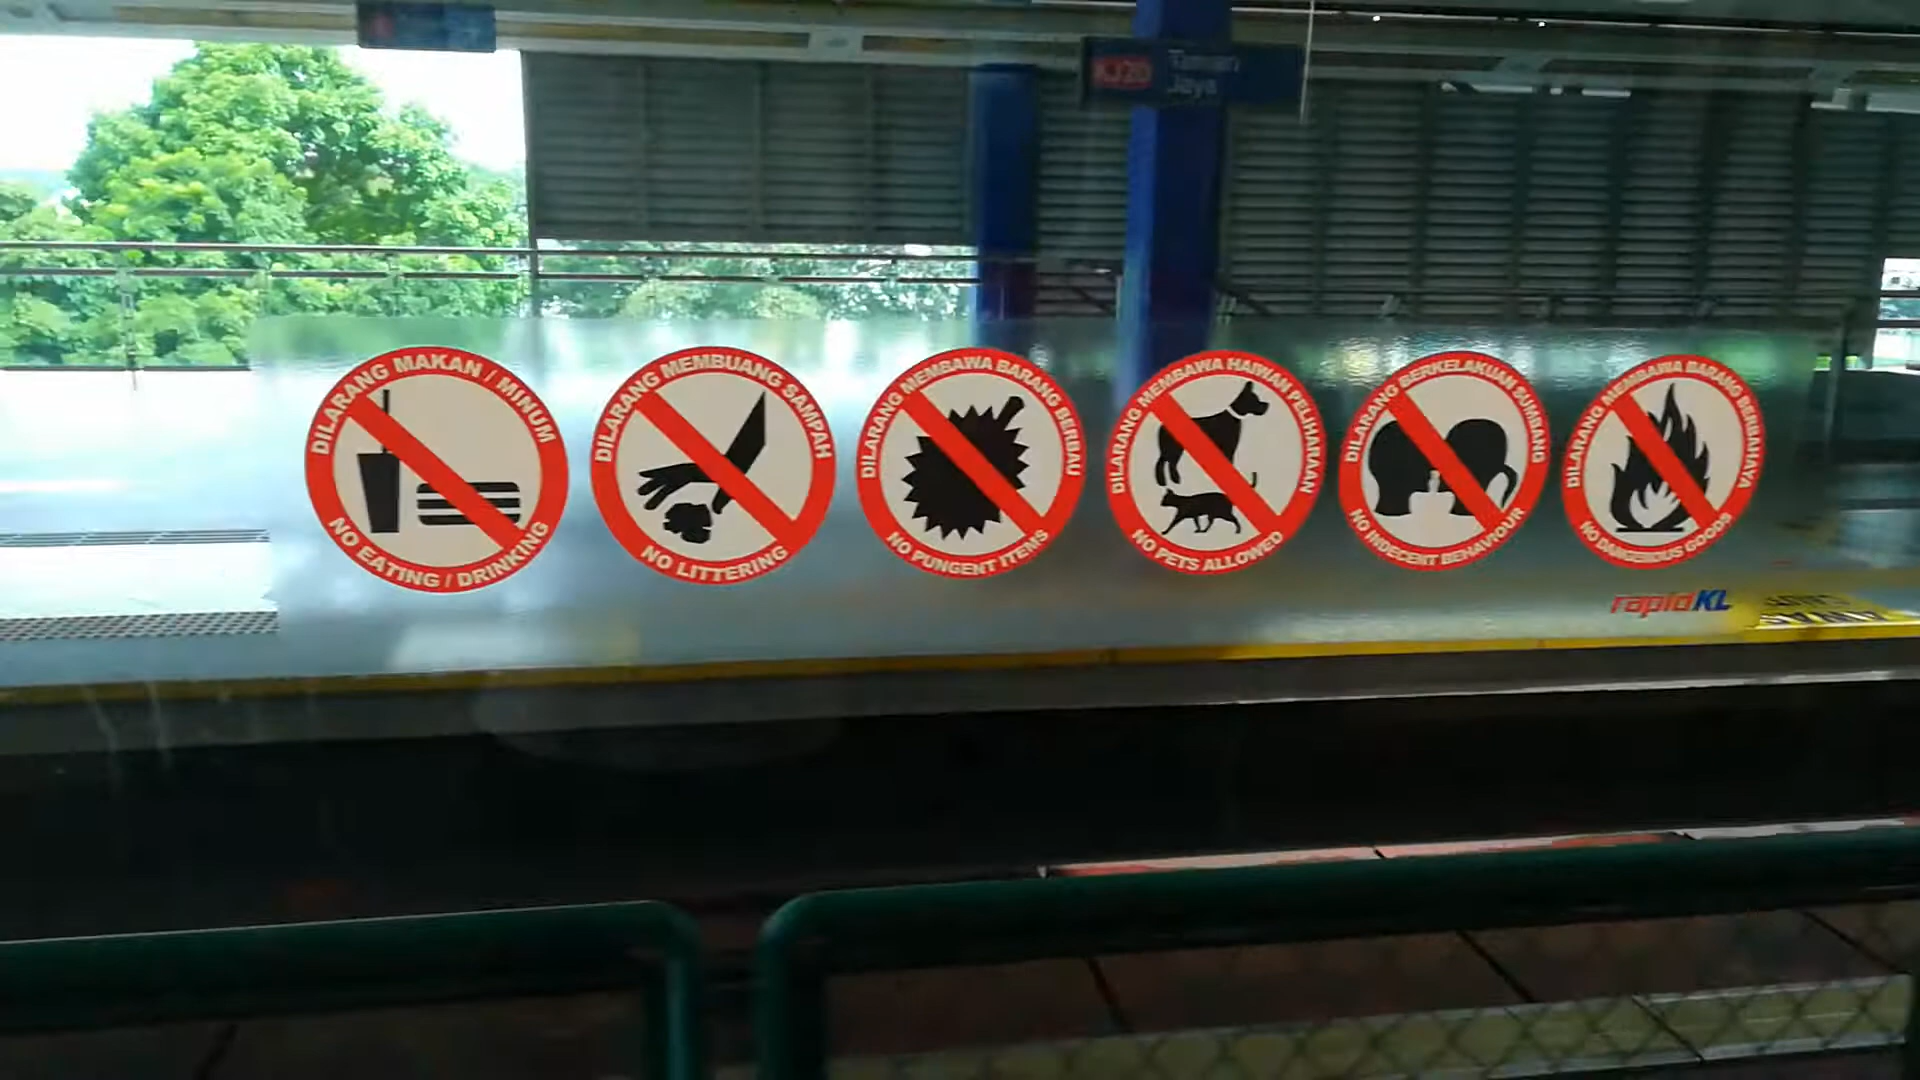 Taman
Jaya
DILARANG MAKAN / MINUM
NO EATING / DRINKING
DILARANG MEMBUANG SAMPAH
NO LITTERING
DILARANG MEMBAWA BARANG BERBAU
NO PUNGENT ITEMS
DILARANG MEMBAWA HAIWAN PELIHARAAN
NO PETS ALLOWED
DILARANG BERKELAKUAN SUMBANG
NO INDECENT BEHAVIOUR
DILARANG MEMBAWA BARANG BERBAHAYA
NO DANGEROUS GOODS
rapidKL